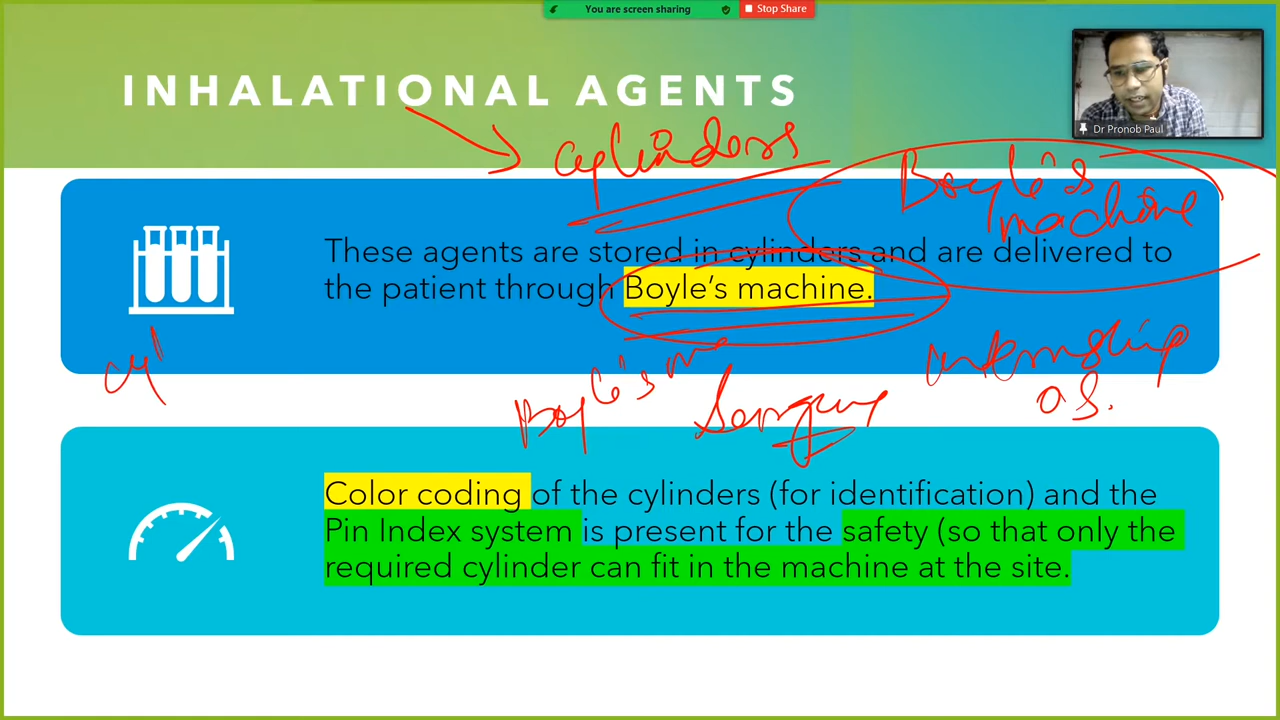 You are screen sharing
Stop Share
INHALATIONAL AGENTS
Dr Pronob Paul
cylinders
Boyle's
machine
These agents are stored in cylinders and are delivered to
the patient through Boyle's machine.
cyl
Boyle's m
internship
Color coding of the cylinders (for identification) and the
Pin Index system is present for the safety (so that only the
required cylinder can fit in the machine at the site.